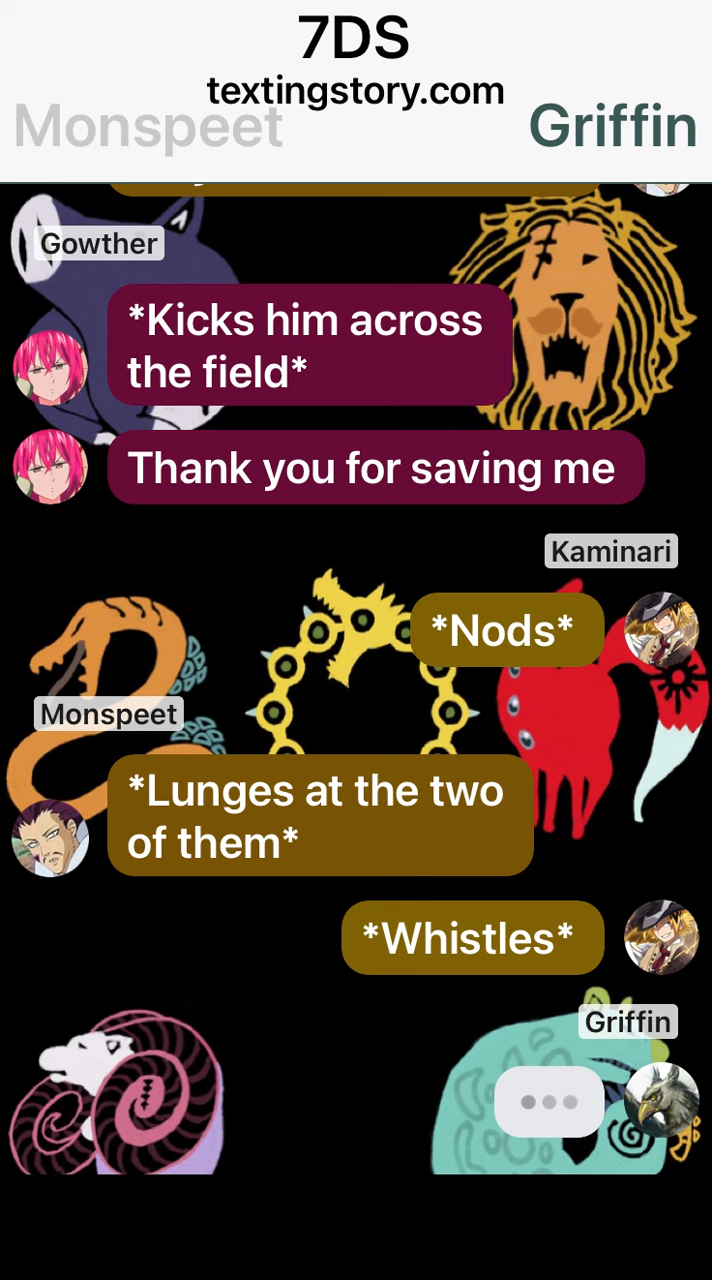 7DS
textingstory.com
Monspeet
Griffin
Gowther
*Kicks him across
the field*
Thank you for saving me
Kaminari
*Nods*
Monspeet
*Lunges at the two
of them*
*Whistles*
Griffin